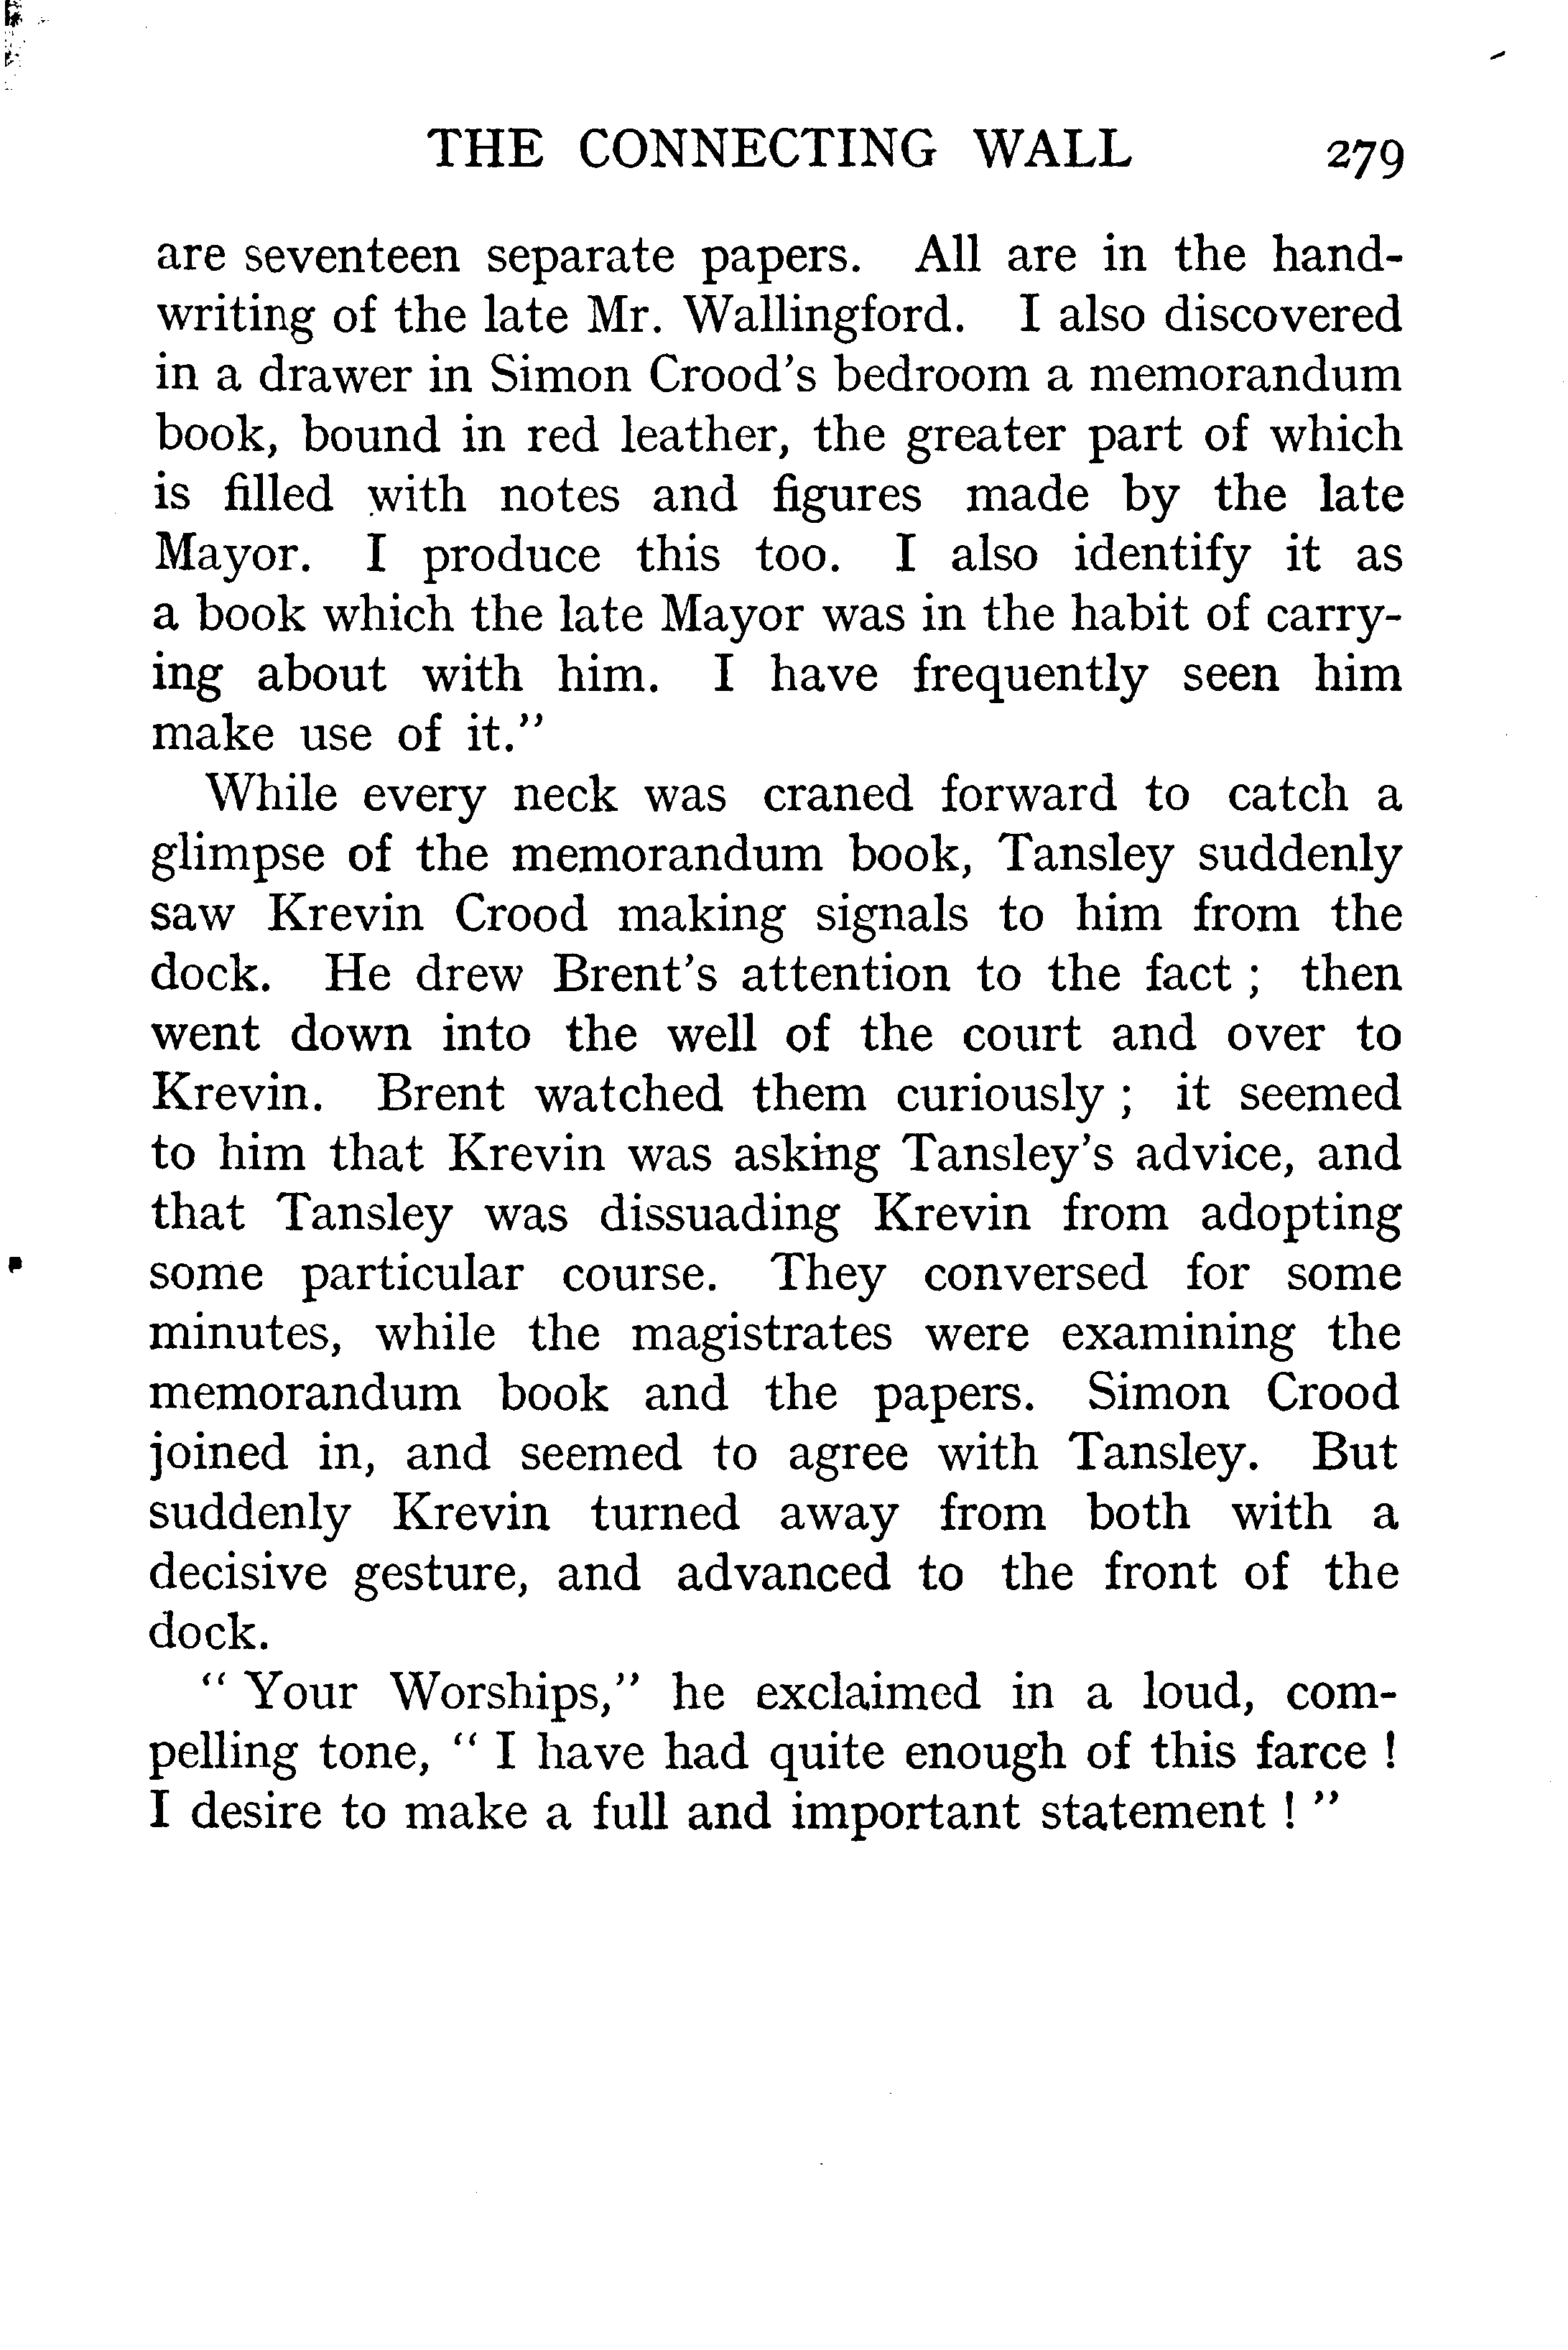 THE CONNECTING WALL 279
are seventeen separate papers. All are in the hand-
writing of the late Mr. Wallingford. I also discovered
in a drawer in Simon Crood's bedroom a memorandum
book, bound in red leather, the greater part of which
is filled with notes and figures made by the late
Mayor. I produce this too. I also identify it as
a book which the late Mayor was in the habit of carry-
ing about with him. I have frequently seen him
make use of it."
While every neck was craned forward to catch a
glimpse of the memorandum book, Tansley suddenly
saw Krevin Crood making signals to him from the
dock. He drew Brent's attention to the fact ; then
went down into the well of the court and over to
Krevin. Brent watched them curiously ; it seemed
to him that Krevin was asking Tansley's advice, and
that Tansley was dissuading Krevin from adopting
some particular course. They conversed for some
minutes, while the magistrates were examining the
memorandum book and the papers. Simon Crood
joined in, and seemed to agree with Tansley. But
suddenly Krevin turned away from both with a
decisive gesture, and advanced to the front of the
dock.
" Your Worships," he exclaimed in a loud, com-
pelling tone, " I have had quite enough of this farce !
I desire to make a full and important statement ! "